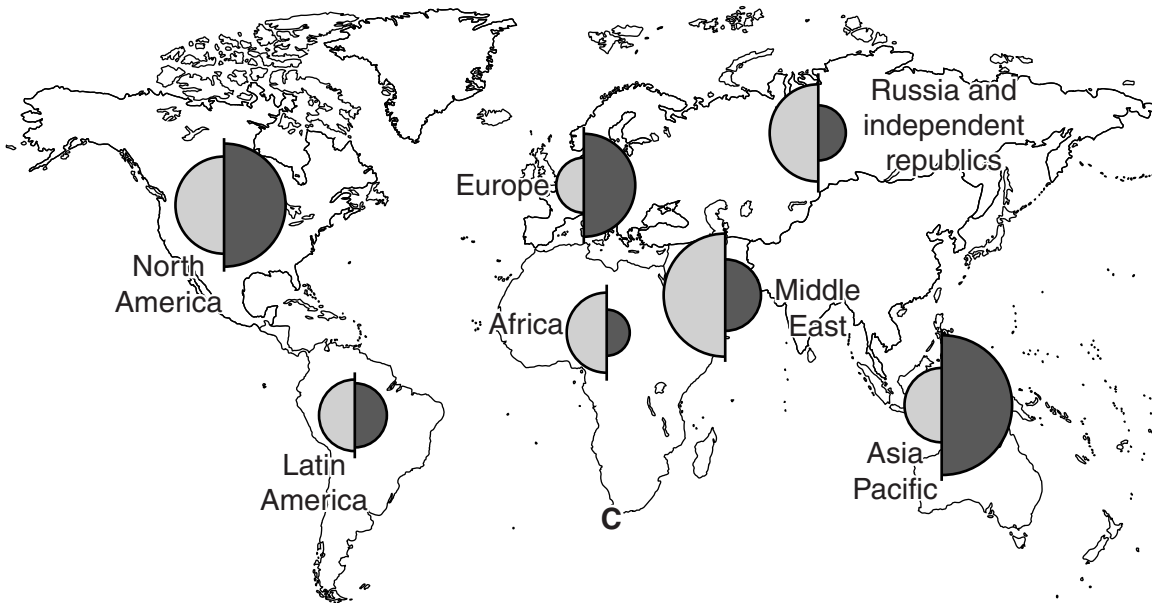 Russia and
independent
republics
Europe
North
America
Middle
East
Africa
Latin
America
Asia
Pacific
C